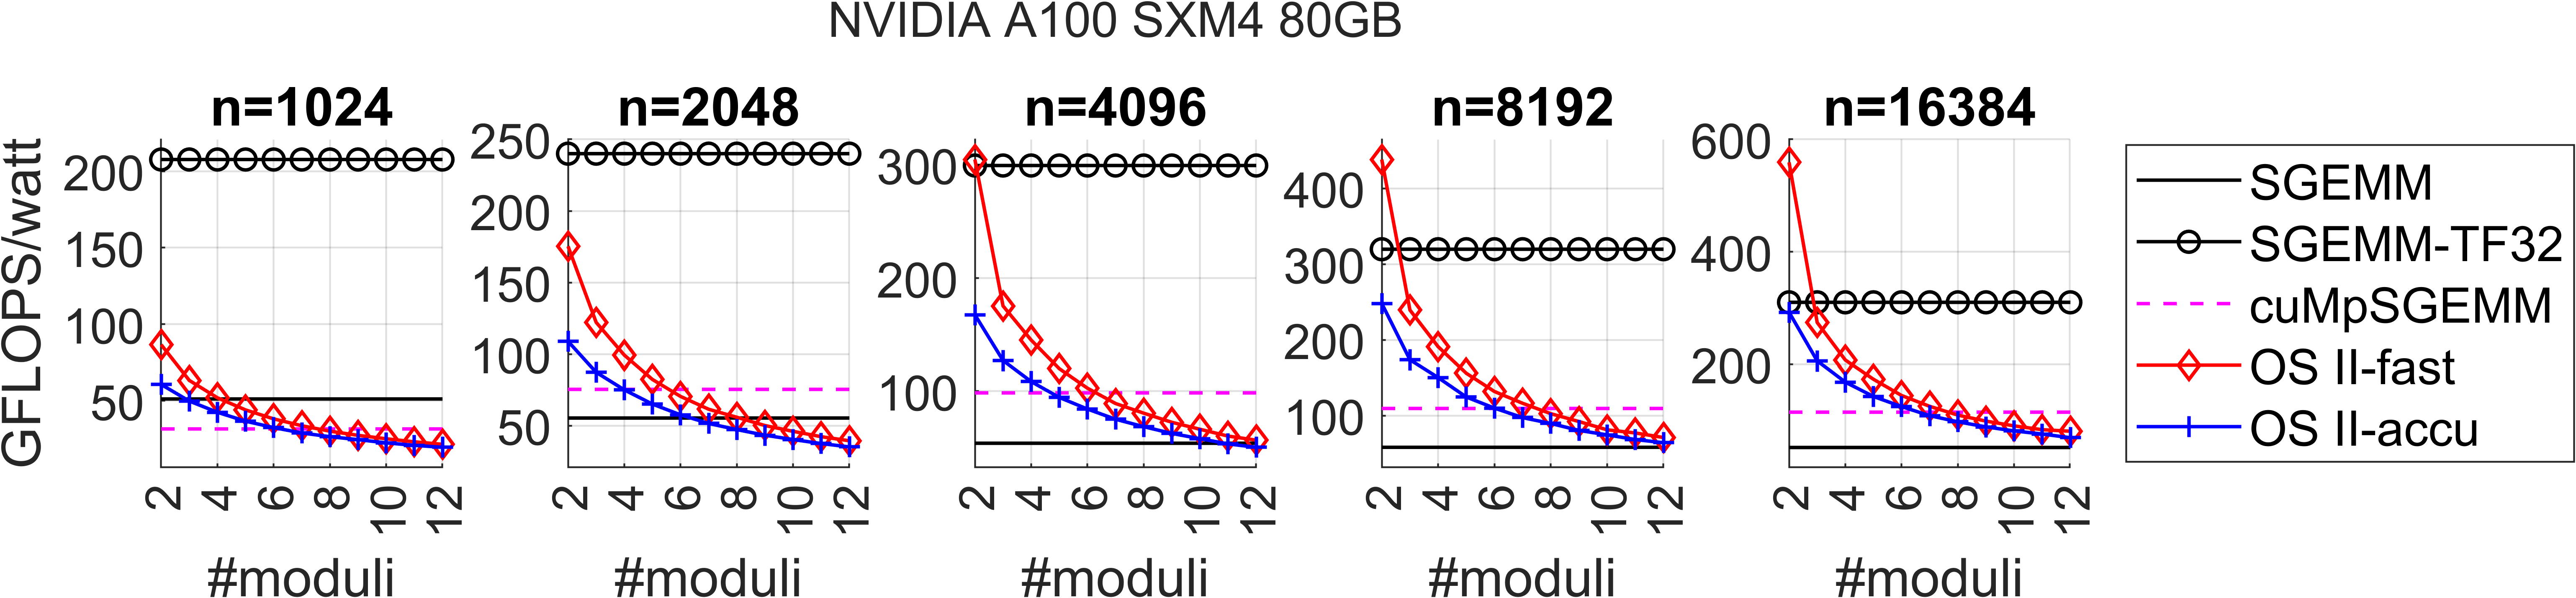 NVIDIA A100 SXM4 80GB
GFLOPS/watt
n=1024
200
150
100
50
2 4 6 8 10 12
#moduli
n=2048
250
200
150
100
50
2 4 6 8 10 12
#moduli
n=4096
300
200
100
2 4 6 8 10 12
#moduli
n=8192
400
300
200
100
2 4 6 8 10 12
#moduli
n=16384
600
400
200
2 4 6 8 10 12
#moduli
SGEMM
SGEMM-TF32
cuMpSGEMM
OS II-fast
OS II-accu